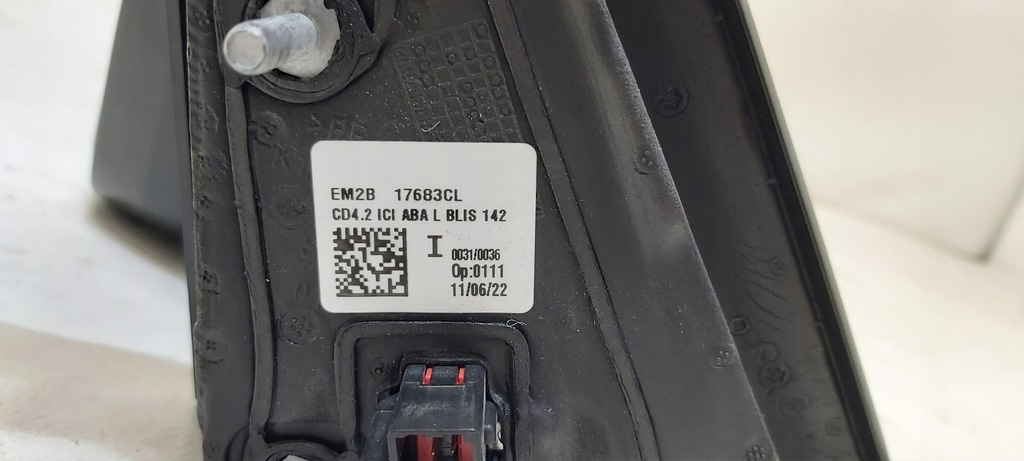 EM2B 17683CL
CD4.2 ICI ABA L BLIS 142
I
0031/0036
Op:0111
11/06/22